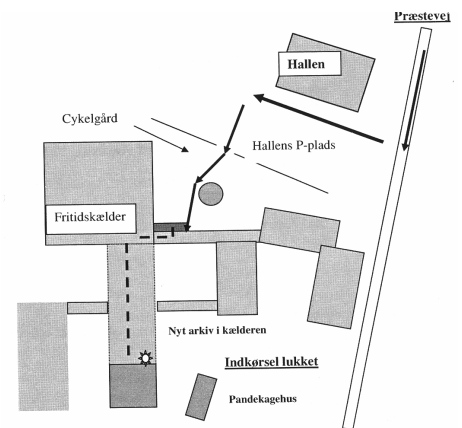 Præstevej
Hallen
Cykelgård
Hallens P-plads
Fritidskælder
Nyt arkiv i kælderen
Indkørsel lukket
Pandekagehus